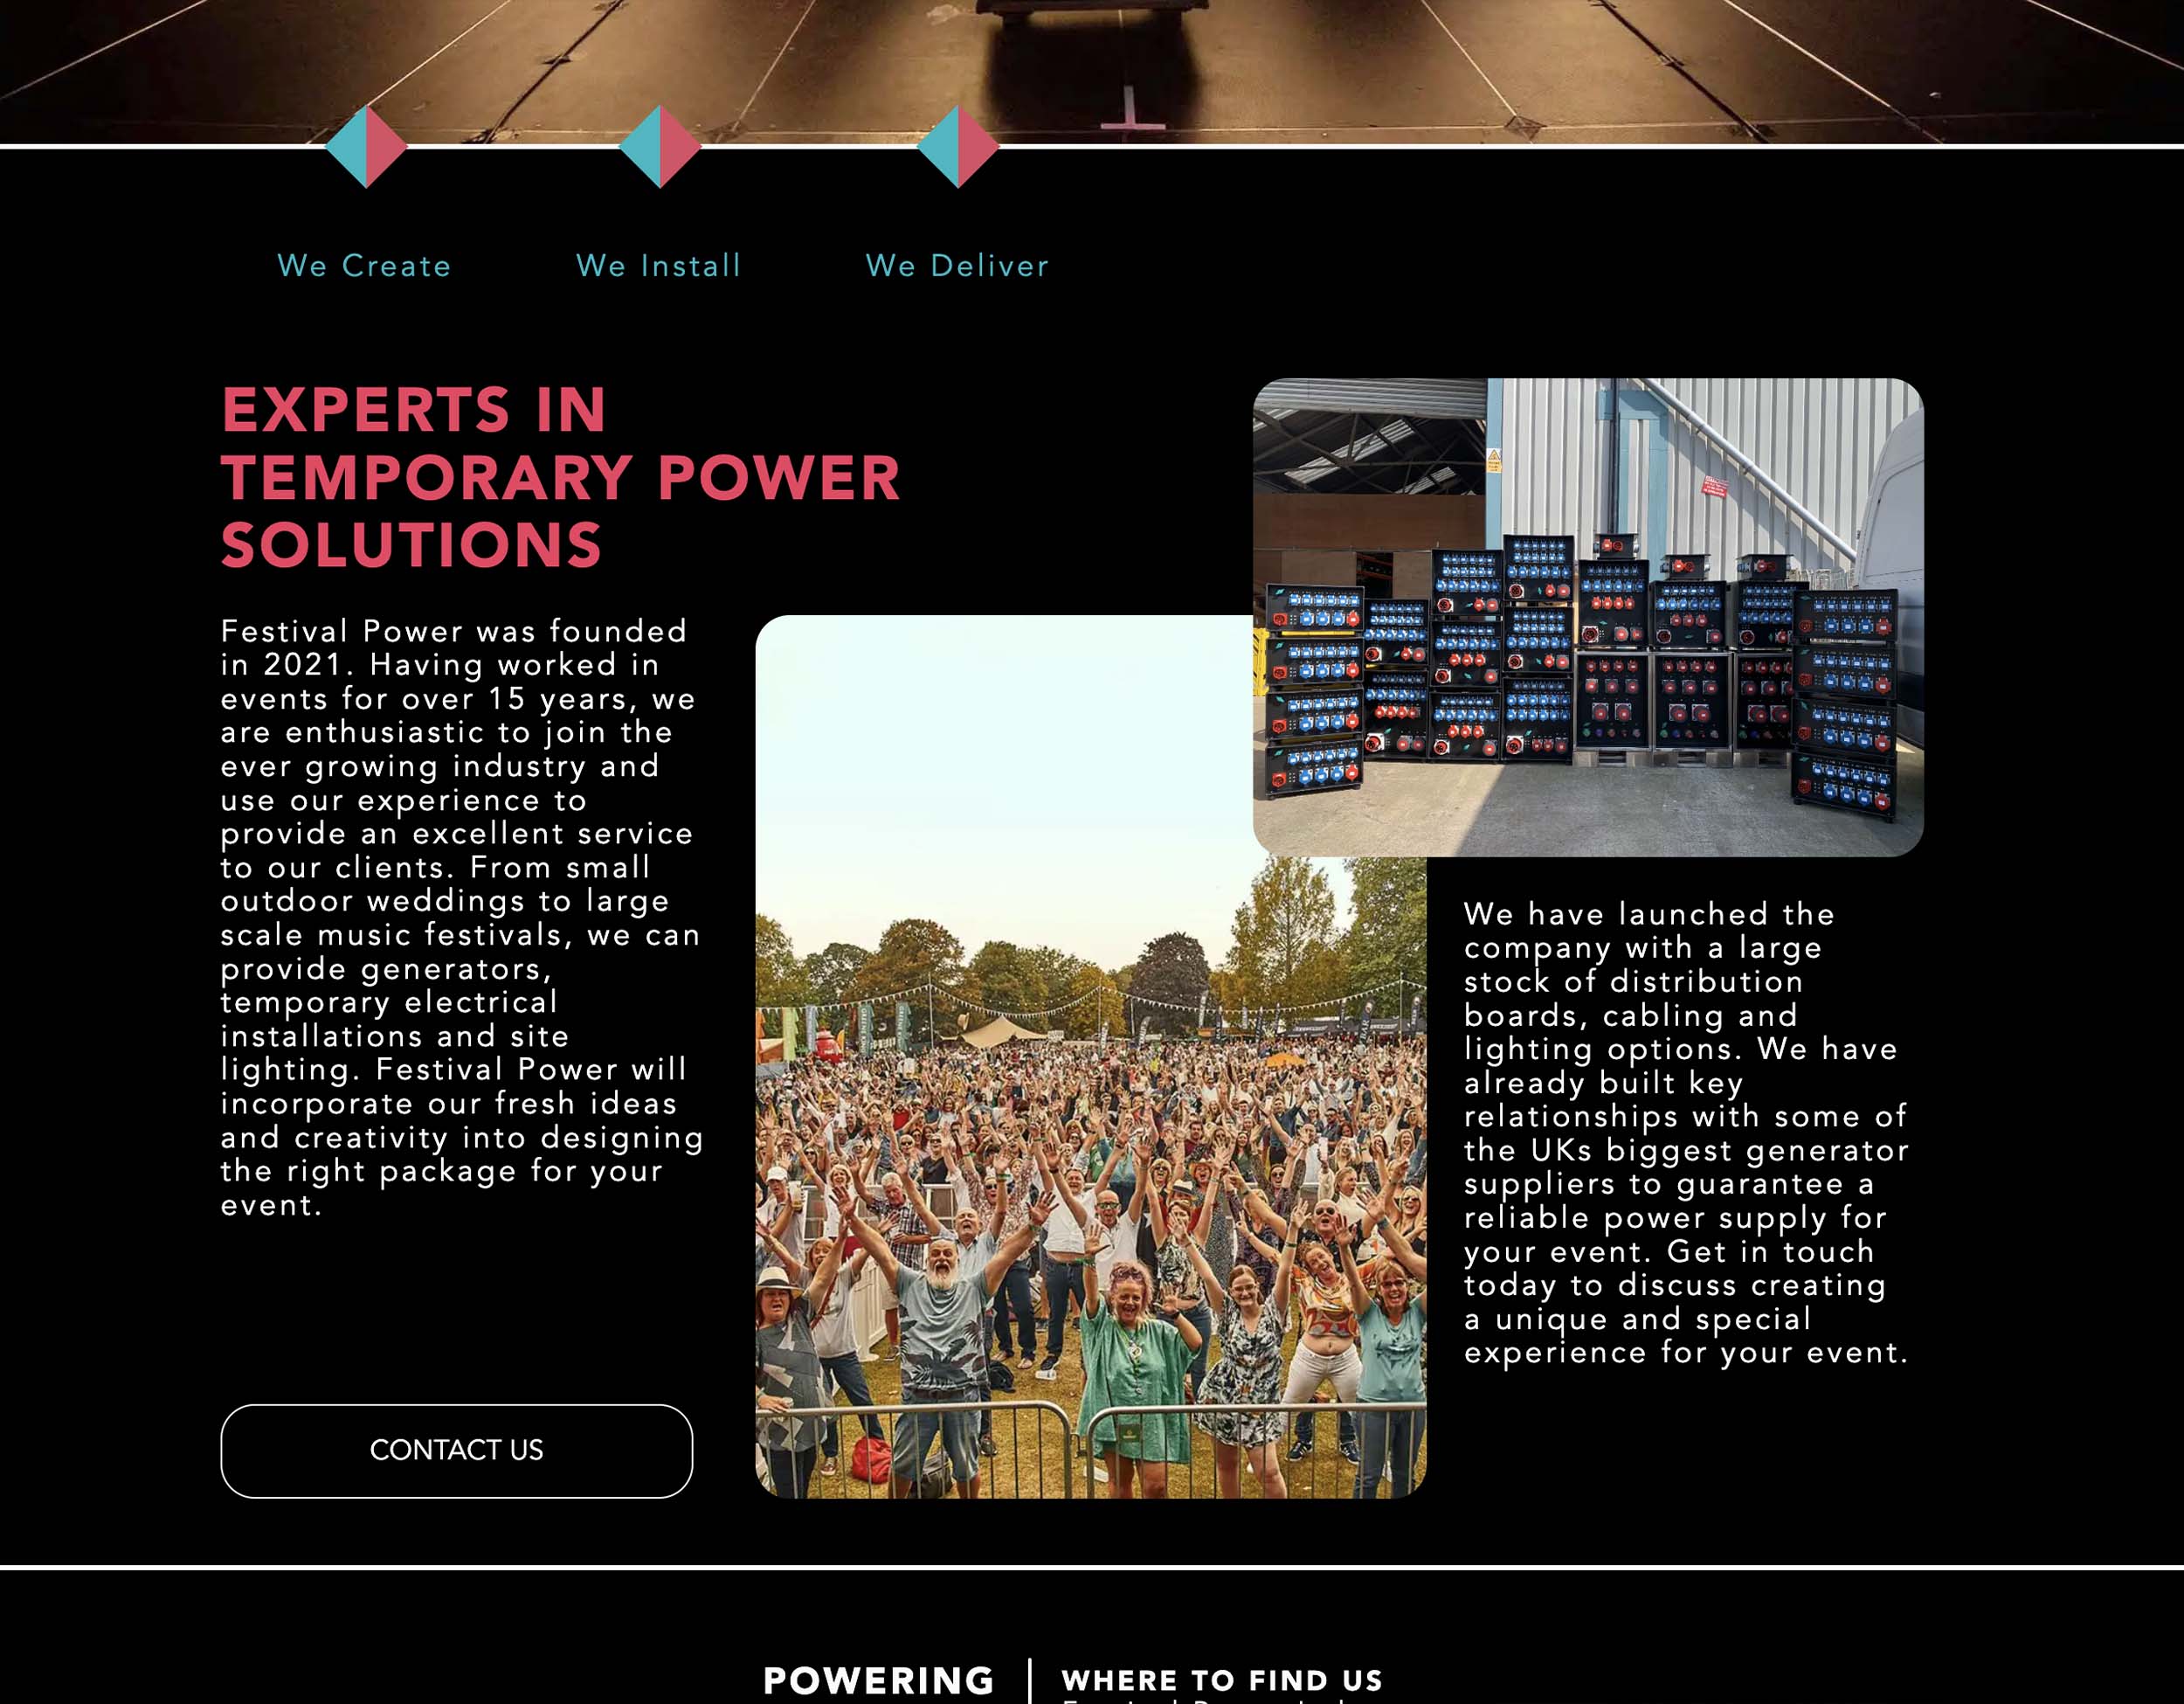 We Create
We Install
We Deliver
EXPERTS IN
TEMPORARY POWER
SOLUTIONS
Festival Power was founded
in 2021. Having worked in
events for over 15 years, we
are enthusiastic to join the
ever growing industry and
use our experience to
provide an excellent service
to our clients. From small
outdoor weddings to large
scale music festivals, we can
provide generators,
temporary electrical
installations and site
lighting. Festival Power will
incorporate our fresh ideas
and creativity into designing
the right package for your
event.
CONTACT US
We have launched the
company with a large
stock of distribution
boards, cabling and
lighting options. We have
already built key
relationships with some of
the UKs biggest generator
suppliers to guarantee a
reliable power supply for
your event. Get in touch
today to discuss creating
a unique and special
experience for your event.
POWERING
WHERE TO FIND US